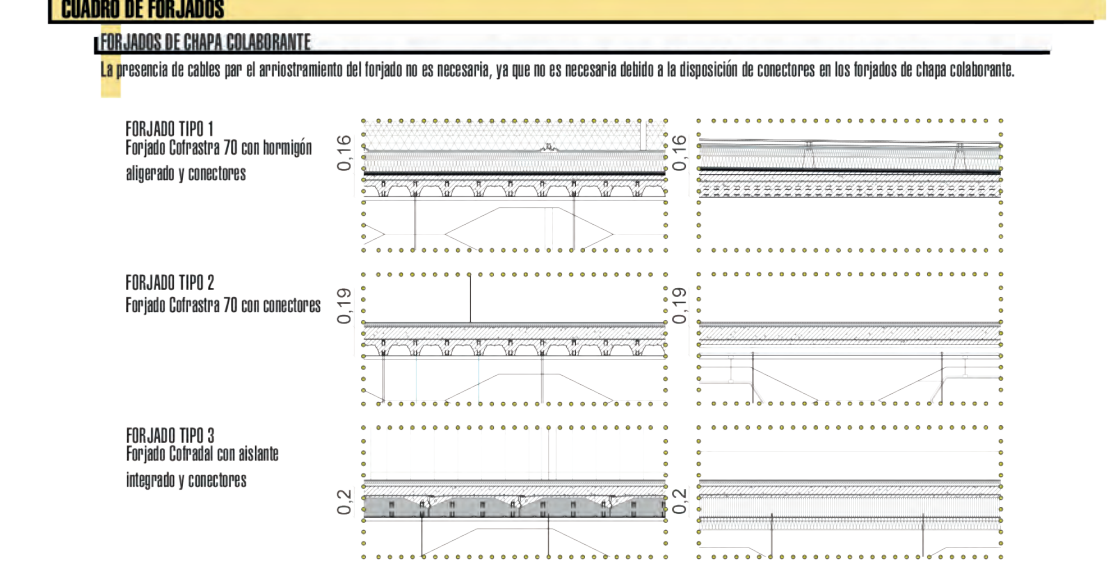 CUADRO DE FORJADOS
FORJADOS DE CHAPA COLABORANTE
La presencia de cables par el arriostramiento del forjado no es necesaria, ya que no es necesaria debido a la disposición de conectores en los forjados de chapa colaborante.
FORJADO TIPO 1
Forjado Cofrastra 70 con hormigón
aligerado y conectores
0,16
0,16
FORJADO TIPO 2
Forjado Cofrastra 70 con conectores
0,19
0,19
FORJADO TIPO 3
Forjado Cofradal con aislante
integrado y conectores
0,2
0,2